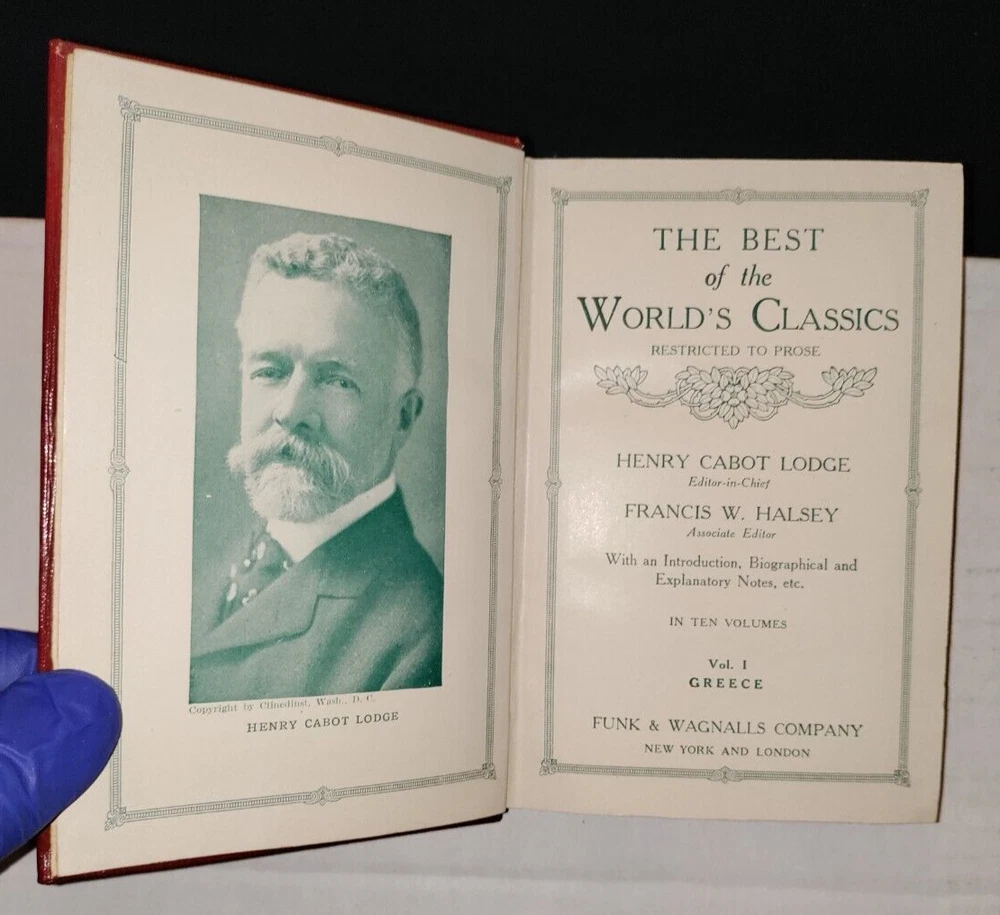 Copyright by Clinedinst, Wash., D. C.
HENRY CABOT LODGE
THE BEST
of the
WORLD'S CLASSICS
RESTRICTED TO PROSE
HENRY CABOT LODGE
Editor-in-Chief
FRANCIS W. HALSEY
Associate Editor
With an Introduction, Biographical and
Explanatory Notes, etc.
IN TEN VOLUMES
Vol. I
GREECE
FUNK & WAGNALLS COMPANY
NEW YORK AND LONDON